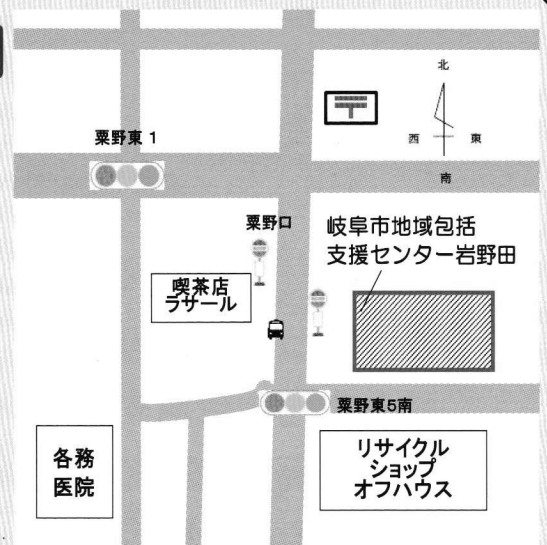 北
西
東
南
粟野東 1
粟野口
岐阜市地域包括
支援センター岩野田
喫茶店
ラサール
粟野東5南
各務
医院
リサイクル
ショップ
オフハウス